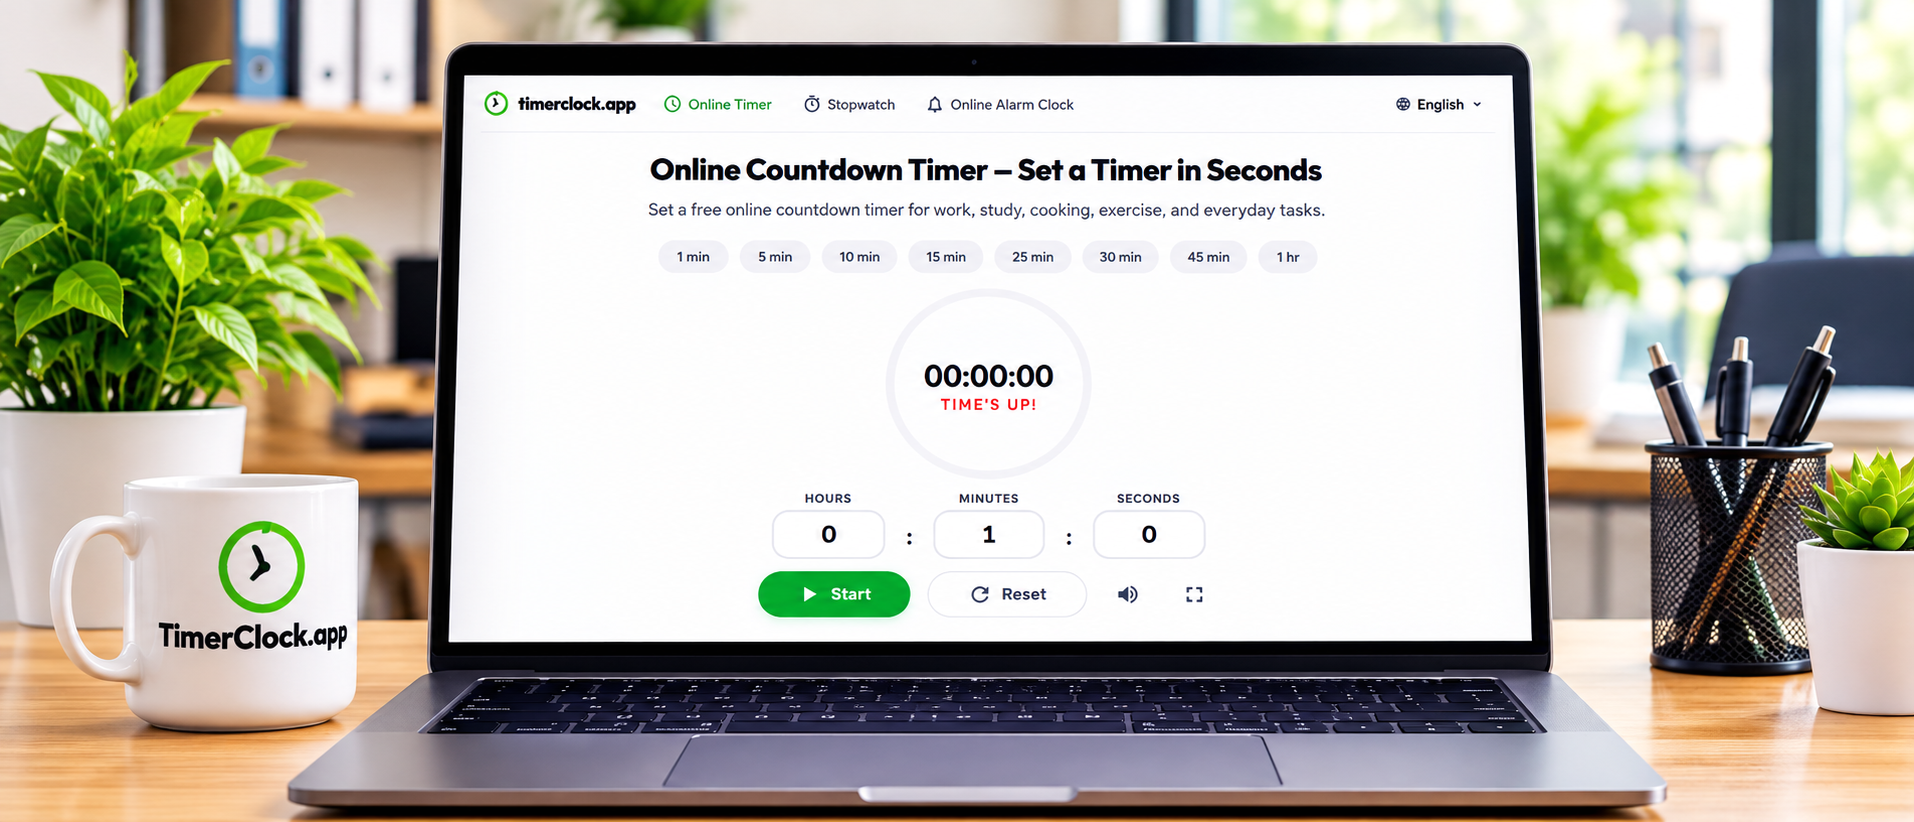 timerclock.app
Online Timer
Stopwatch
Online Alarm Clock
English
Online Countdown Timer – Set a Timer in Seconds
Set a free online countdown timer for work, study, cooking, exercise, and everyday tasks.
1 min
5 min
10 min
15 min
25 min
30 min
45 min
1 hr
00:00:00
TIME'S UP!
HOURS
MINUTES
SECONDS
0 : 1 : 0
Start
Reset
TimerClock.app